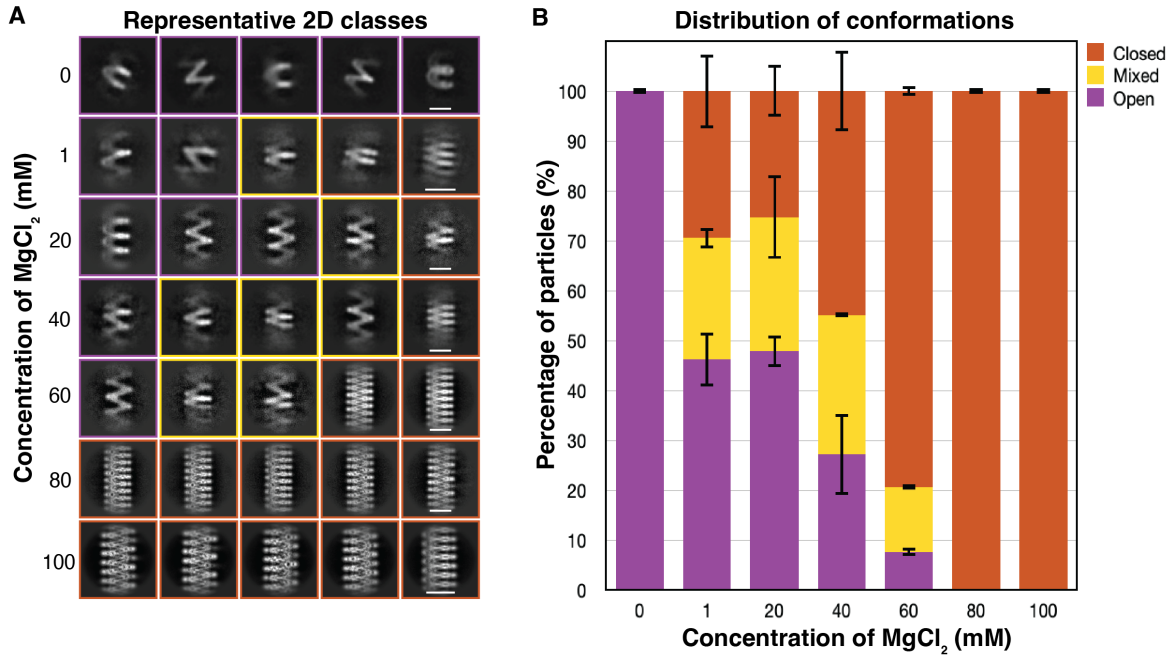 A
Representative 2D classes
Concentration of MgCl2 (mM)
0
1
20
40
60
80
100
B
Distribution of conformations
Percentage of particles (%)
100
90
80
70
60
50
40
30
20
10
0
0 1 20 40 60 80 100
Concentration of MgCl2 (mM)
Closed
Mixed
Open